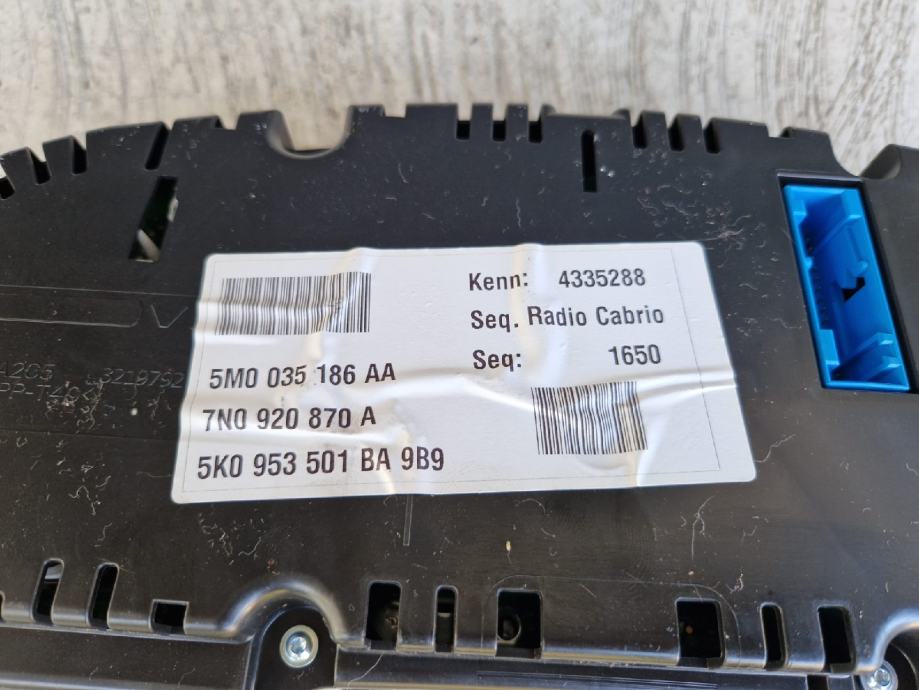 Kenn: 4335288
Seq. Radio Cabrio
Seq: 1650
5M0 035 186 AA
7N0 920 870 A
5K0 953 501 BA 9B9